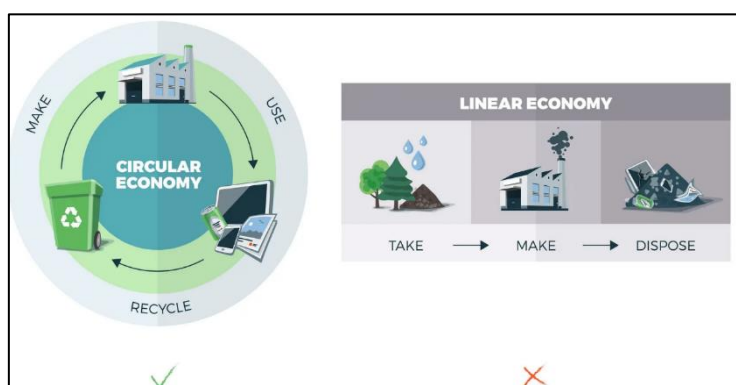 MAKE
USE
CIRCULAR
ECONOMY
RECYCLE
LINEAR ECONOMY
TAKE
MAKE
DISPOSE